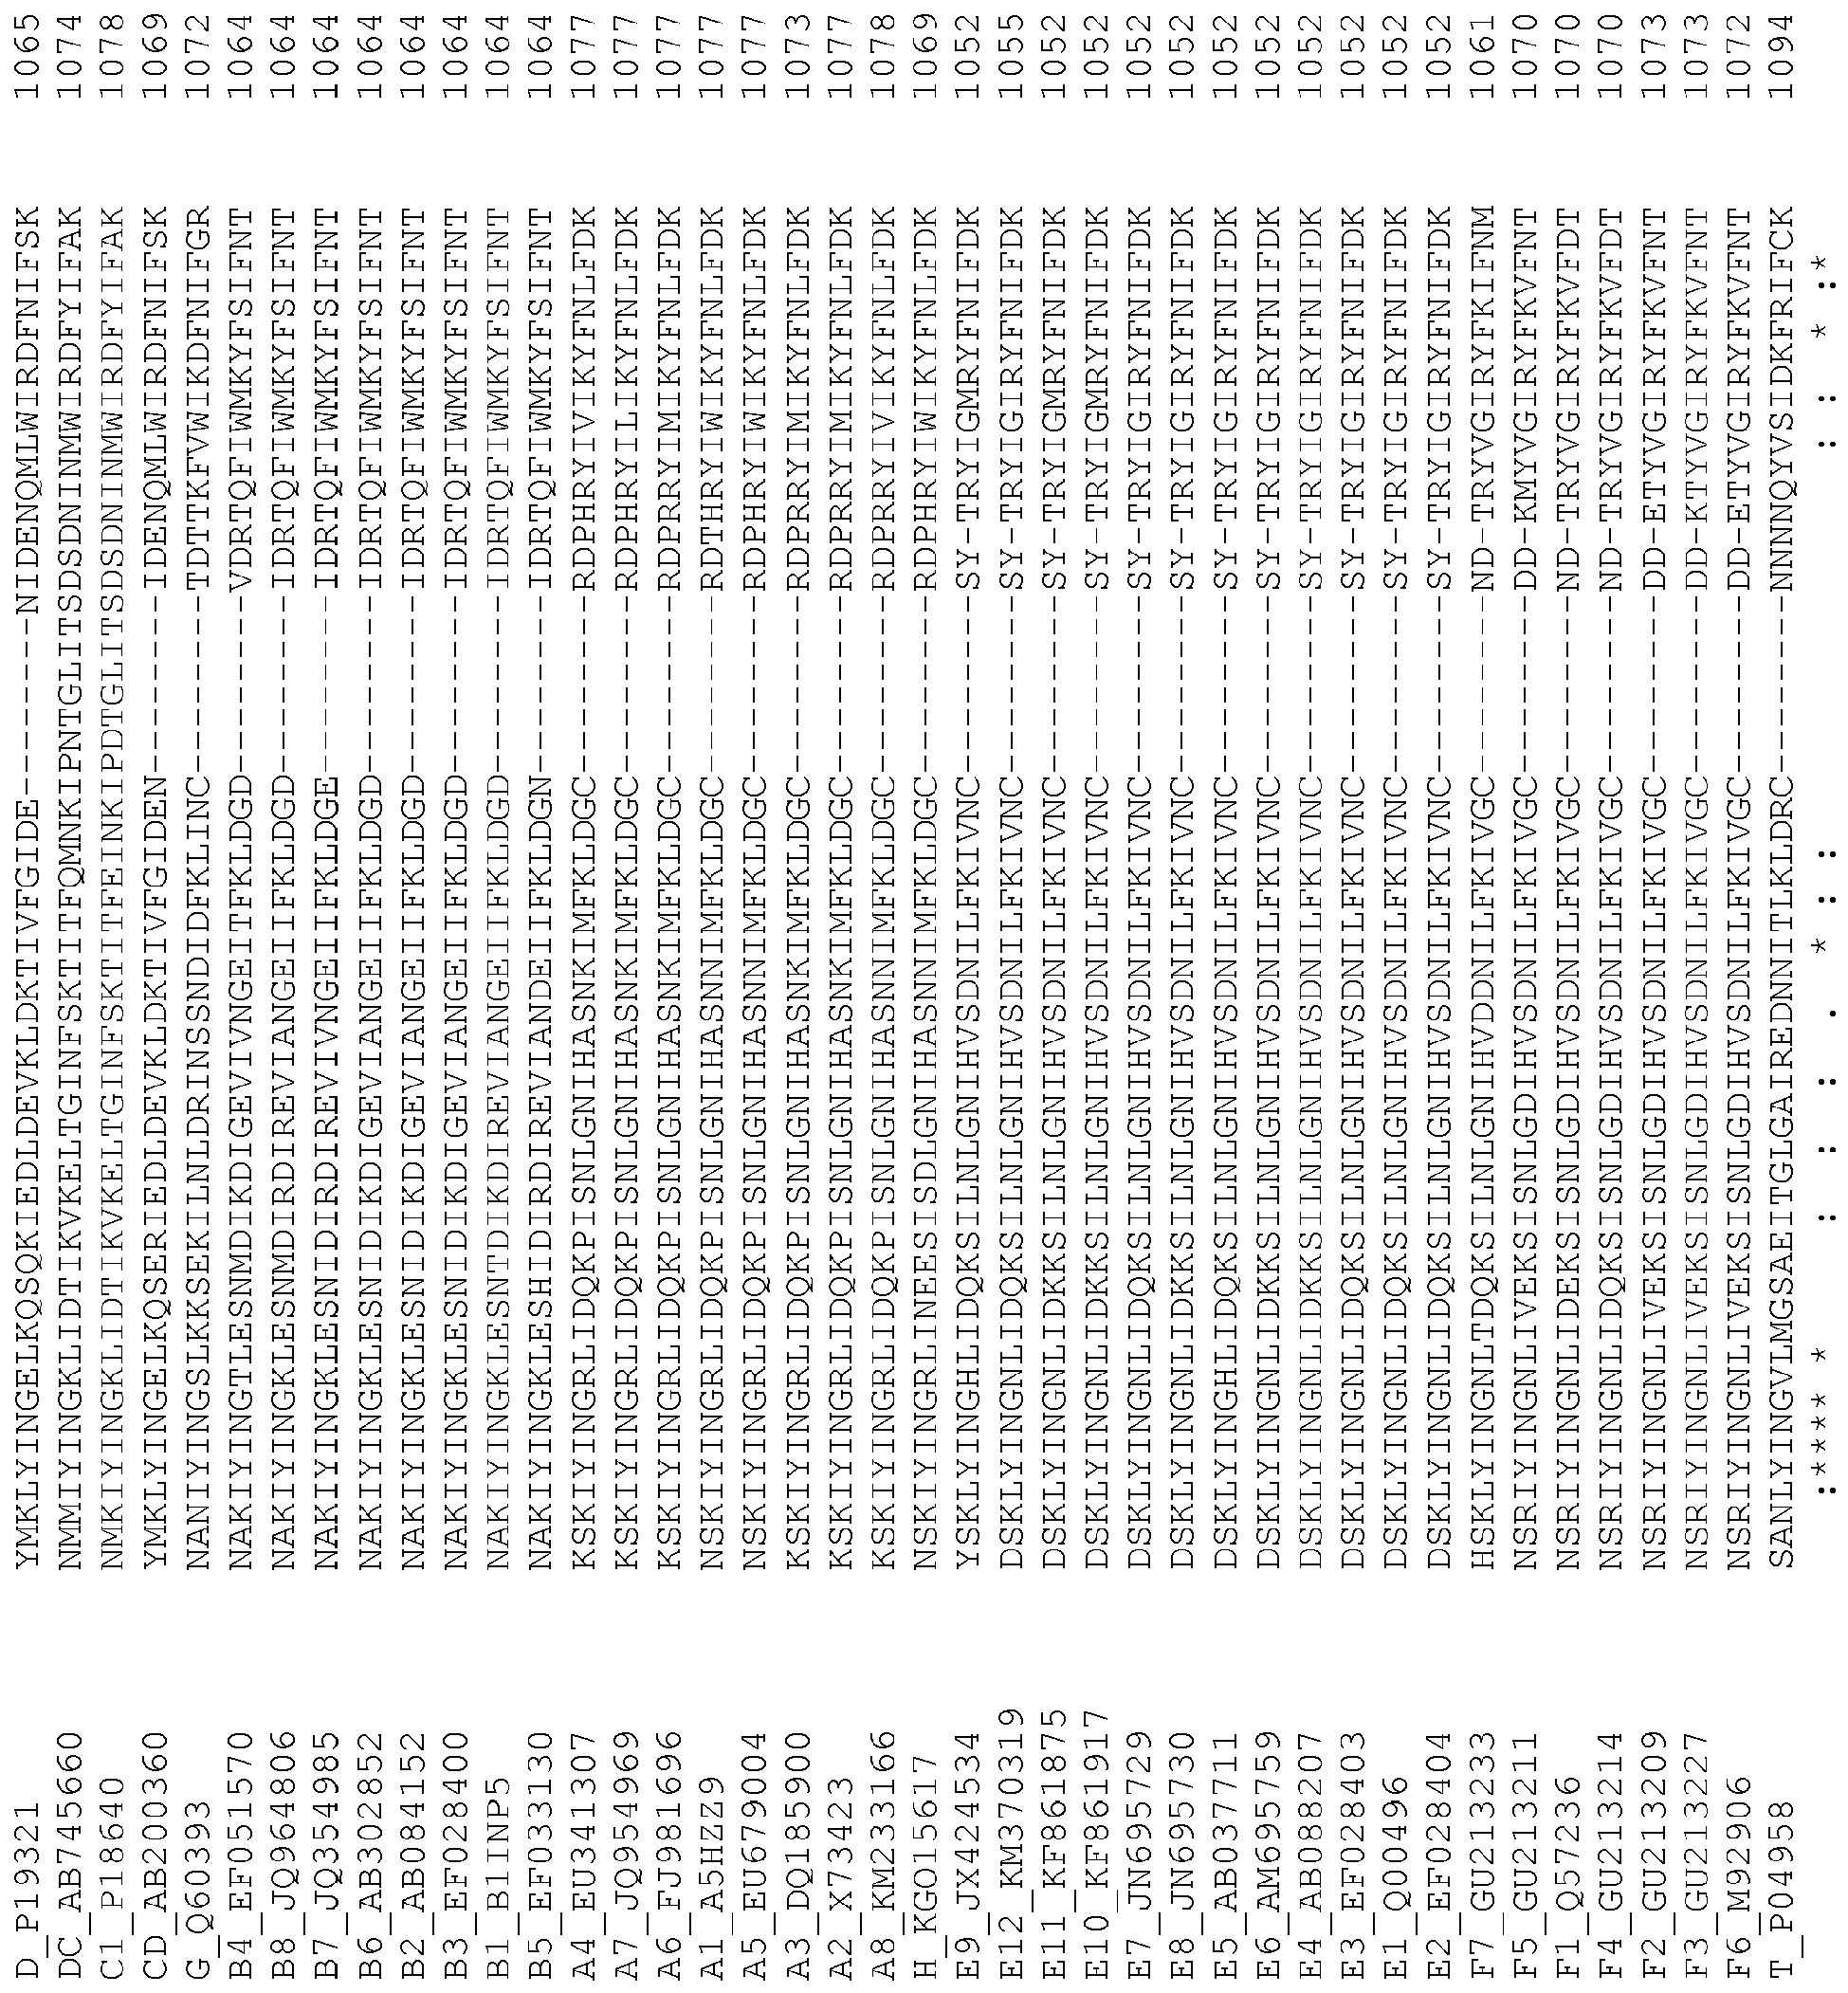 D_P19321 YMKLYINGELKQSQKIEDLDEVKLDKTIVFGIDE--------NIDENQMLWIRDFNIFSK 1065
DC_AB745660 NMMIYINGKLIDTIKVKELTGINFSKTITFQMNKIPNTGLITSDSDNINMWIRDFYIFAK 1074
C1_P18640 NMKIYINGKLIDTIKVKELTGINFSKTITFEINKIPDTGLITSDSDNINMWIRDFYIFAK 1078
CD_AB200360 YMKLYINGELKQSERIEDLDEVKLDKTIVFGIDEN--------IDENQMLWIRDFNIFSK 1069
G_Q60393 NANIYINGSLKKSEKILNLDRINSSNDIDFKLINC--------TDTTKFVWIKDFNIFGR 1072
B4_EF051570 NAKIYINGTLESNMDIKDIGEVIVNGEITFKLDGD--------VDRTQFIWMKYFSIFNT 1064
B8_JQ964806 NAKIYINGKLESNMDIRDIREVIANGEIIFKLDGD--------IDRTQFIWMKYFSIFNT 1064
B7_JQ354985 NAKIYINGKLESNIDIRDIREVIVNGEIIFKLDGE--------IDRTQFIWMKYFSIFNT 1064
B6_AB302852 NAKIYINGKLESNIDIKDIGEVIANGEIIFKLDGD--------IDRTQFIWMKYFSIFNT 1064
B2_AB084152 NAKIYINGKLESNIDIKDIGEVIANGEIIFKLDGD--------IDRTQFIWMKYFSIFNT 1064
B3_EF028400 NAKIYINGKLESNIDIKDIGEVIANGEIIFKLDGD--------IDRTQFIWMKYFSIFNT 1064
B1_B1INP5 NAKIYINGKLESNTDIKDIREVIANGEIIFKLDGD--------IDRTQFIWMKYFSIFNT 1064
B5_EF033130 NAKIYINGKLESHIDIRDIREVIANDEIIFKLDGN--------IDRTQFIWMKYFSIFNT 1064
A4_EU341307 KSKIYINGRLIDQKPISNLGNIHASNKIMFKLDGC--------RDPHRYIVIKYFNLFDK 1077
A7_JQ954969 KSKIYINGRLIDQKPISNLGNIHASNKIMFKLDGC--------RDPHRYILIKYFNLFDK 1077
A6_FJ981696 KSKIYINGRLIDQKPISNLGNIHASNKIMFKLDGC--------RDPRRYIMIKYFNLFDK 1077
A1_A5HZZ9 NSKIYINGRLIDQKPISNLGNIHASNNIMFKLDGC--------RDTHRYIWIKYFNLFDK 1077
A5_EU679004 NSKIYINGRLIDQKPISNLGNIHASNNIMFKLDGC--------RDPHRYIWIKYFNLFDK 1077
A3_DQ185900 KSKIYINGRLIDQKPISNLGNIHASNKIMFKLDGC--------RDPRRYIMIKYFNLFDK 1073
A2_X73423 KSKIYINGRLIDQKPISNLGNIHASNKIMFKLDGC--------RDPRRYIMIKYFNLFDK 1077
A8_KM233166 KSKIYINGRLIDQKPISNLGNIHASNNIMFKLDGC--------RDPRRYIVIKYFNLFDK 1078
H_KGO15617 NSKIYINGRLINEESISDLGNIHASNNIMFKLDGC--------RDPHRYIWIKYFNLFDK 1069
E9_JX424534 YSKLYINGHLIDQKSILNLGNIHVSDNILFKIVNC--------SY-TRYIGMRYFNIFDK 1052
E12_KM370319 DSKLYINGNLIDQKSILNLGNIHVSDNILFKIVNC--------SY-TRYIGIRYFNIFDK 1055
E11_KF861875 DSKLYINGNLIDKKSILNLGNIHVSDNILFKIVNC--------SY-TRYIGMRYFNIFDK 1052
E10_KF861917 DSKLYINGNLIDKKSILNLGNIHVSDNILFKIVNC--------SY-TRYIGMRYFNIFDK 1052
E7_JN695729 DSKLYINGNLIDQKSILNLGNIHVSDNILFKIVNC--------SY-TRYIGIRYFNIFDK 1052
E8_JN695730 DSKLYINGNLIDKKSILNLGNIHVSDNILFKIVNC--------SY-TRYIGIRYFNIFDK 1052
E5_AB037711 DSKLYINGHLIDQKSILNLGNIHVSDNILFKIVNC--------SY-TRYIGIRYFNIFDK 1052
E6_AM695759 DSKLYINGNLIDKKSILNLGNIHVSDNILFKIVNC--------SY-TRYIGIRYFNIFDK 1052
E4_AB088207 DSKLYINGNLIDKKSILNLGNIHVSDNILFKIVNC--------SY-TRYIGIRYFNIFDK 1052
E3_EF028403 DSKLYINGNLIDQKSILNLGNIHVSDNILFKIVNC--------SY-TRYIGIRYFNIFDK 1052
E1_Q00496 DSKLYINGNLIDQKSILNLGNIHVSDNILFKIVNC--------SY-TRYIGIRYFNIFDK 1052
E2_EF028404 DSKLYINGNLIDQKSILNLGNIHVSDNILFKIVNC--------SY-TRYIGIRYFNIFDK 1052
F7_GU213233 HSKLYINGNLTDQKSILNLGNIHVDDNILFKIVGC--------ND-TRYVGIRYFKIFNM 1061
F5_GU213211 NSRIYINGNLIVEKSISNLGDIHVSDNILFKIVGC--------DD-KMYVGIRYFKVFNT 1070
F1_Q57236 NSRIYINGNLIDEKSISNLGDIHVSDNILFKIVGC--------ND-TRYVGIRYFKVFDT 1070
F4_GU213214 NSRIYINGNLIDQKSISNLGDIHVSDNILFKIVGC--------ND-TRYVGIRYFKVFDT 1070
F2_GU213209 NSRIYINGNLIVEKSISNLGDIHVSDNILFKIVGC--------DD-ETYVGIRYFKVFNT 1073
F3_GU213227 NSRIYINGNLIVEKSISNLGDIHVSDNILFKIVGC--------DD-KTYVGIRYFKVFNT 1073
F6_M92906 NSRIYINGNLIVEKSISNLGDIHVSDNILFKIVGC--------DD-ETYVGIRYFKVFNT 1072
T_P04958 SANLYINGVLMGSAEITGLGAIREDNNITLKLDRC--------NNNNQYVSIDKFRIFCK 1094
:**** *     :  :  :  .  * : :                 : :  * :*